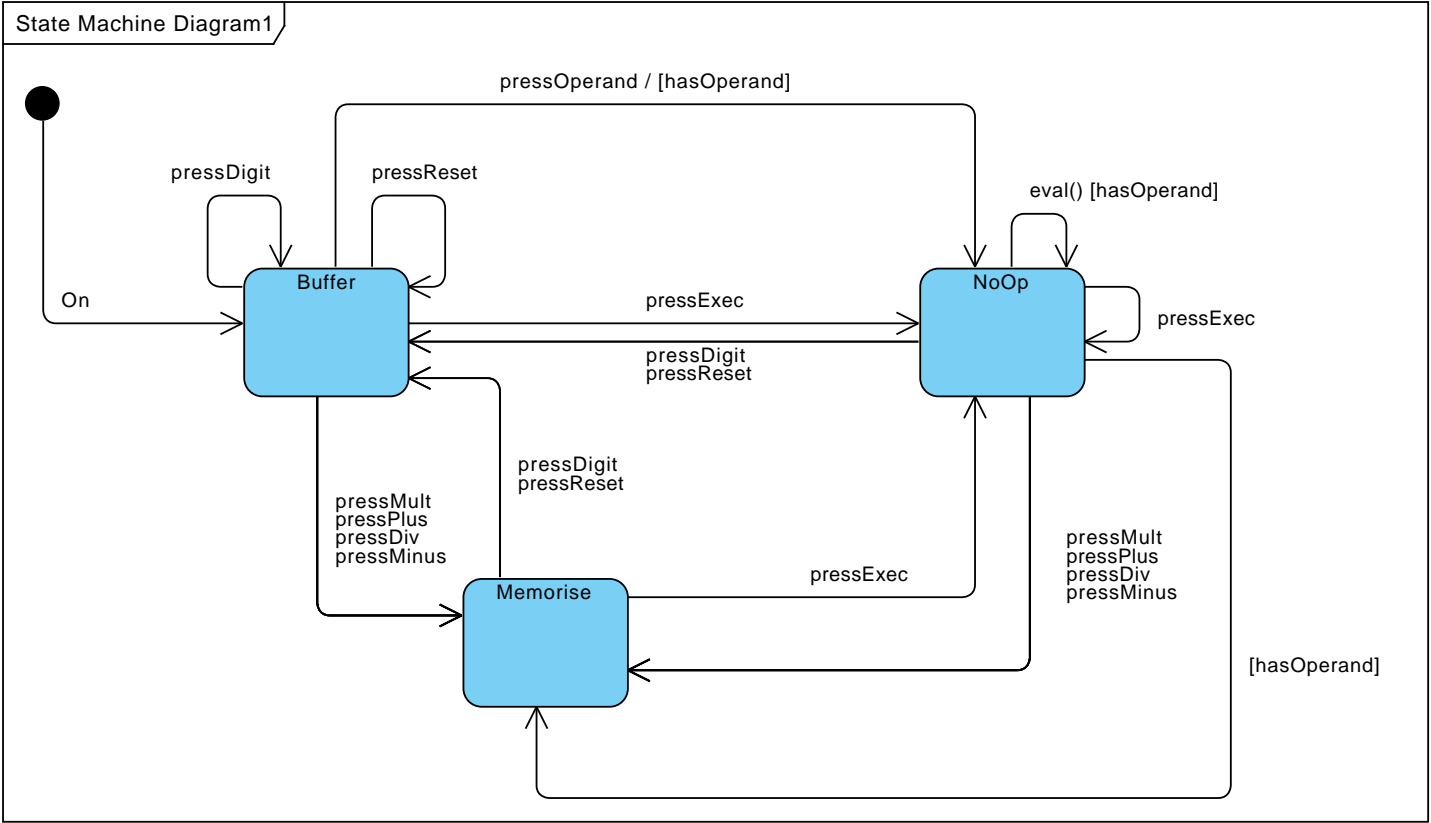 State Machine Diagram1
pressOperand / [hasOperand]
pressDigit
pressReset
eval() [hasOperand]
Buffer
NoOp
On
pressExec
pressExec
pressDigit
pressReset
pressDigit
pressReset
pressMult
pressPlus
pressDiv
pressMinus
pressExec
pressMult
pressPlus
pressDiv
pressMinus
Memorise
[hasOperand]